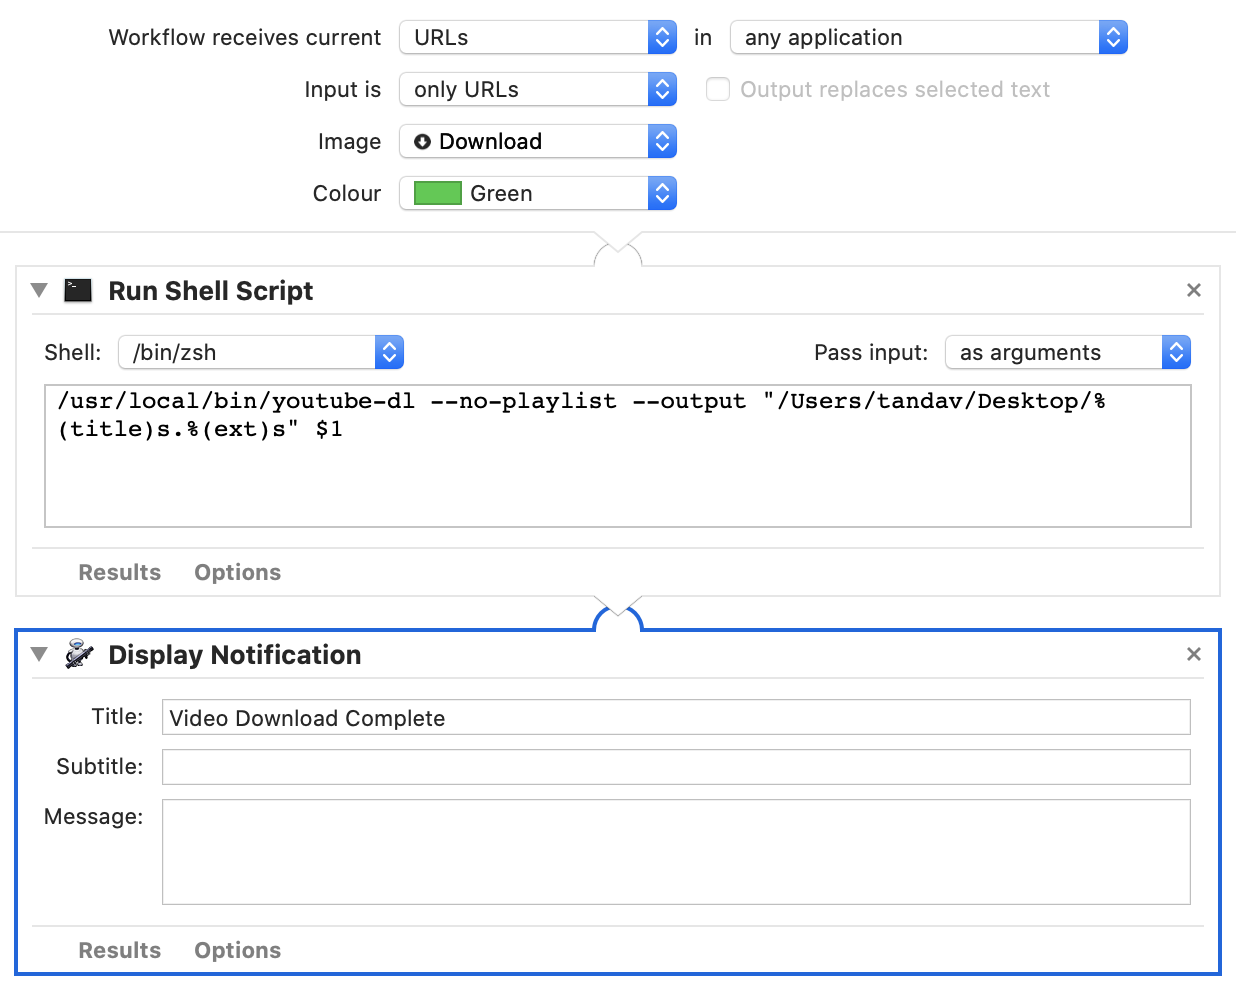 Workflow receives current URLs in any application
Input is only URLs Output replaces selected text
Image Download
Colour Green
Run Shell Script
Shell: /bin/zsh Pass input: as arguments
/usr/local/bin/youtube-dl --no-playlist --output "/Users/tandav/Desktop/%
(title)s.%(ext)s" $1
Results Options
Display Notification
Title: Video Download Complete
Subtitle:
Message:
Results Options